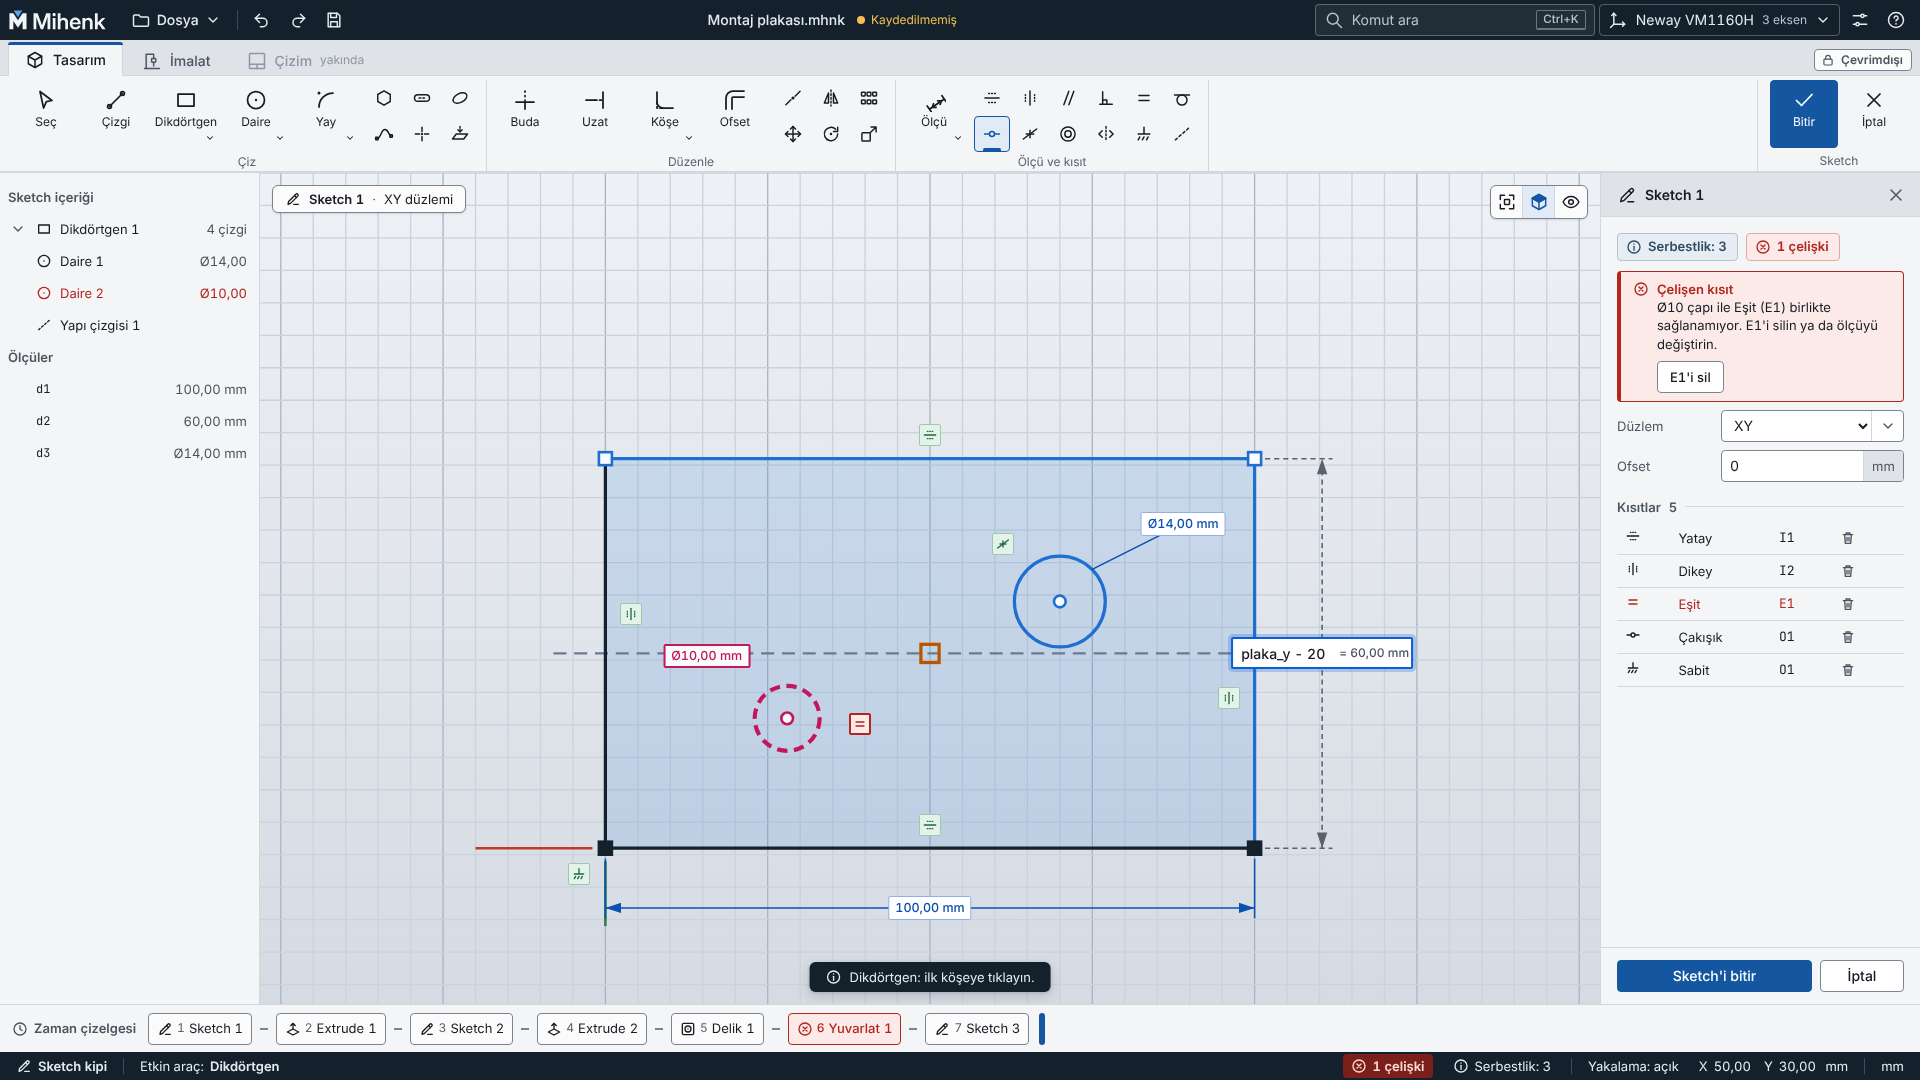 Mihenk
Dosya
Montaj plakası.mhnk
Kaydedilmemiş
Komut ara
Ctrl+K
Neway VM1160H 3 eksen
Tasarım
İmalat
Çizim yakında
Çevrimdışı
Seç
Çizgi
Dikdörtgen
Daire
Yay
Çiz
Buda
Uzat
Köşe
Ofset
Düzenle
Ölçü
Ölçü ve kısıt
Bitir
İptal
Sketch
Sketch içeriği
Dikdörtgen 1 4 çizgi
Daire 1 Ø14,00
Daire 2 Ø10,00
Yapı çizgisi 1
Ölçüler
d1 100,00 mm
d2 60,00 mm
d3 Ø14,00 mm
Sketch 1 · XY düzlemi
Ø14,00 mm
Ø10,00 mm
plaka_y - 20 = 60,00 mm
100,00 mm
Dikdörtgen: ilk köşeye tıklayın.
Sketch 1
Serbestlik: 3
1 çelişki
Çelişen kısıt
Ø10 çapı ile Eşit (E1) birlikte
sağlanamıyor. E1'i silin ya da ölçüyü
değiştirin.
E1'i sil
Düzlem XY
Ofset 0 mm
Kısıtlar 5
Yatay I1
Dikey I2
Eşit E1
Çakışık O1
Sabit O1
Sketch'i bitir
İptal
Zaman çizelgesi
1 Sketch 1
2 Extrude 1
3 Sketch 2
4 Extrude 2
5 Delik 1
6 Yuvarlat 1
7 Sketch 3
Sketch kipi
Etkin araç: Dikdörtgen
1 çelişki
Serbestlik: 3
Yakalama: açık
X 50,00 Y 30,00 mm
mm